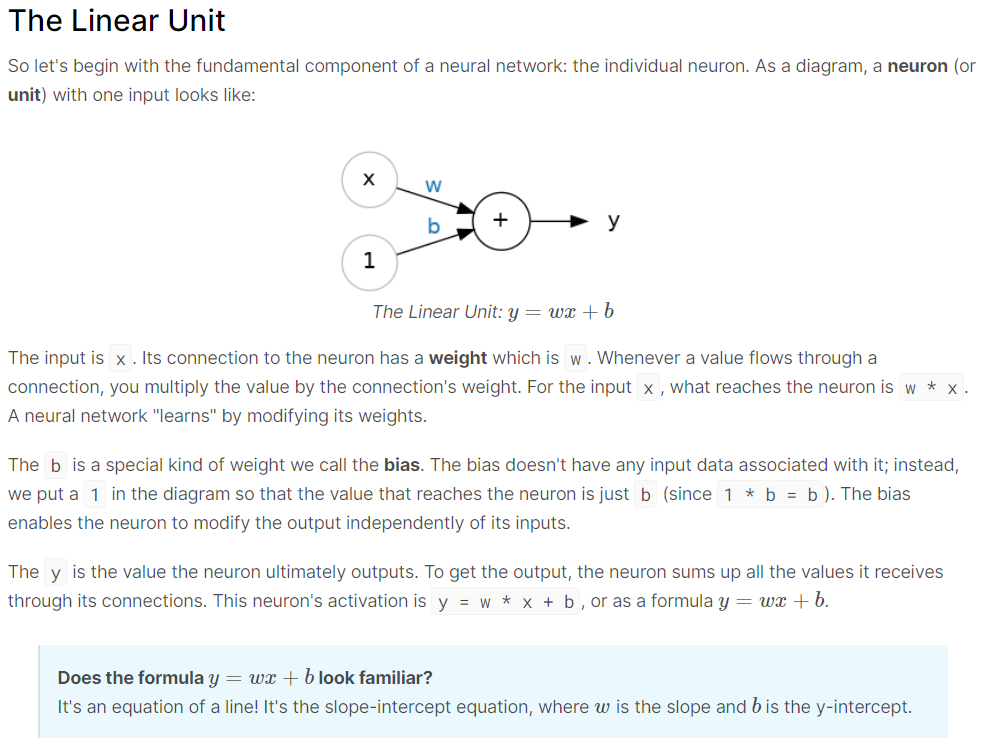 The Linear Unit
So let's begin with the fundamental component of a neural network: the individual neuron. As a diagram, a neuron (or
unit) with one input looks like:
x
w
b
+
y
1
The Linear Unit: y = wx + b
The input is x . Its connection to the neuron has a weight which is w . Whenever a value flows through a
connection, you multiply the value by the connection's weight. For the input x , what reaches the neuron is w * x .
A neural network "learns" by modifying its weights.
The b is a special kind of weight we call the bias. The bias doesn't have any input data associated with it; instead,
we put a 1 in the diagram so that the value that reaches the neuron is just b (since 1 * b = b ). The bias
enables the neuron to modify the output independently of its inputs.
The y is the value the neuron ultimately outputs. To get the output, the neuron sums up all the values it receives
through its connections. This neuron's activation is y = w * x + b , or as a formula y = wx + b.
Does the formula y = wx + b look familiar?
It's an equation of a line! It's the slope-intercept equation, where w is the slope and b is the y-intercept.